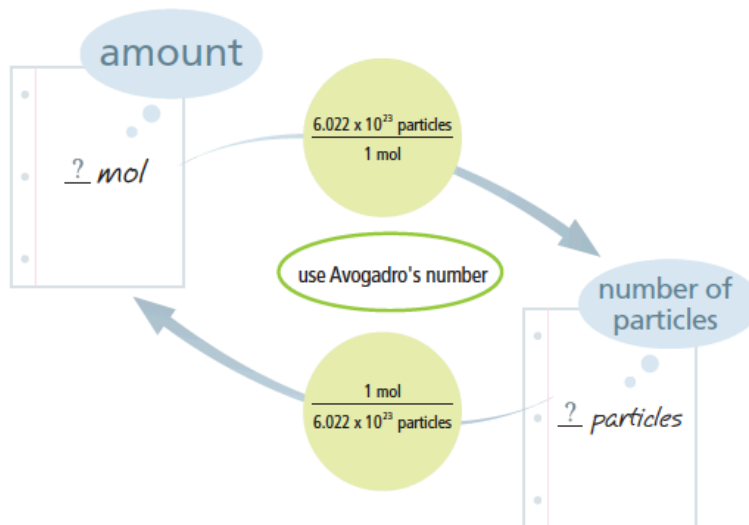 amount
? mol
6.022 x 10²³ particles
1 mol
use Avogadro's number
number of
particles
? particles
1 mol
6.022 x 10²³ particles